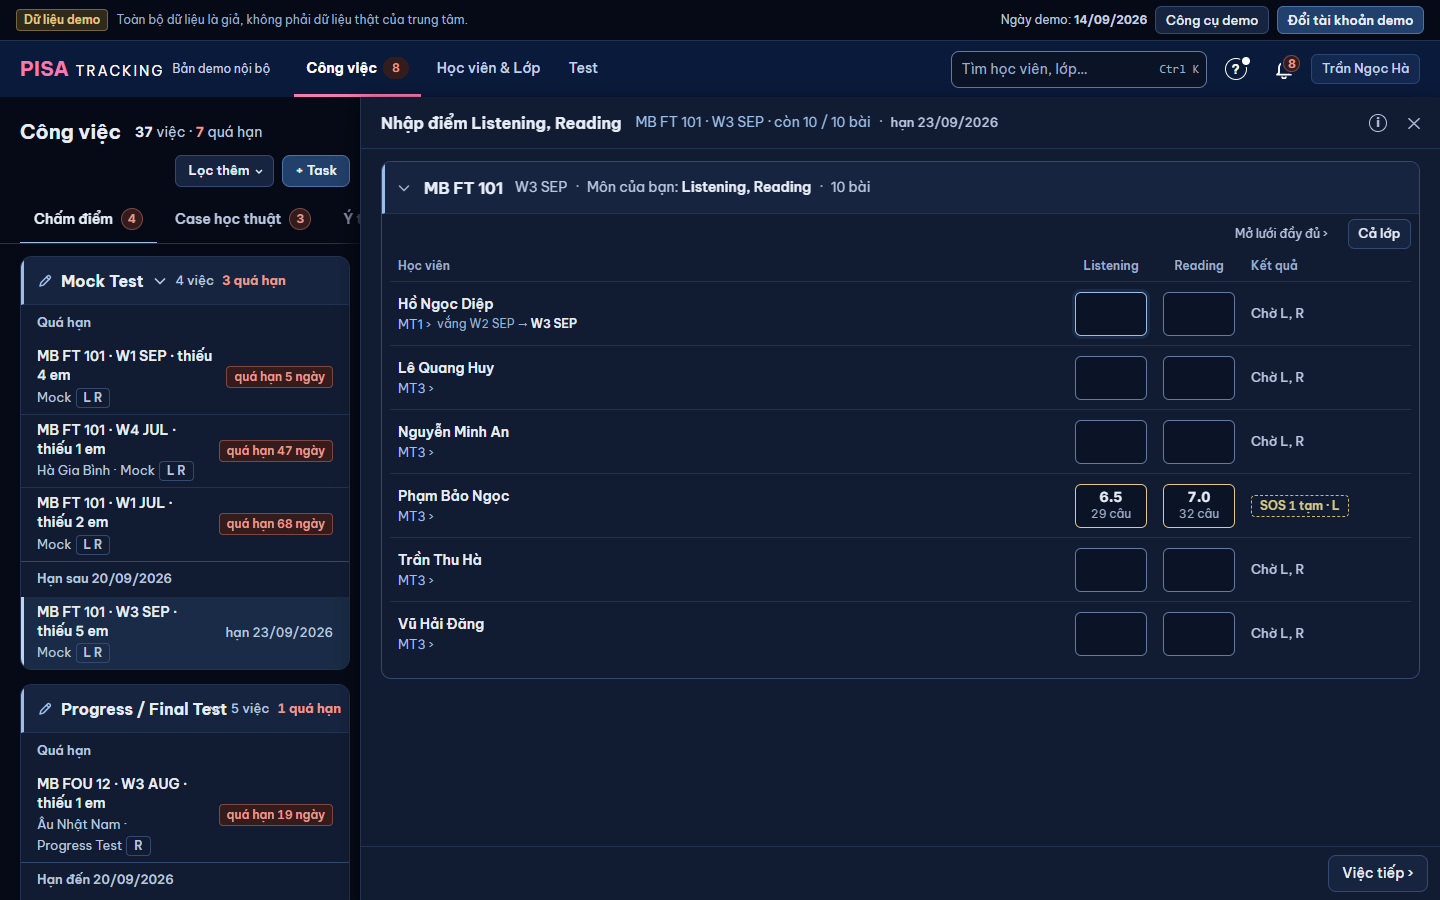 Dữ liệu demo Toàn bộ dữ liệu là giả, không phải dữ liệu thật của trung tâm.
Ngày demo: 14/09/2026 Công cụ demo Đổi tài khoản demo
PISA TRACKING Bản demo nội bộ Công việc 8 Học viên & Lớp Test
Tìm học viên, lớp... Ctrl K ? 8 Trần Ngọc Hà
Công việc 37 việc · 7 quá hạn
Lọc thêm + Task
Chấm điểm 4 Case học thuật 3
Mock Test 4 việc 3 quá hạn
Quá hạn
MB FT 101 · W1 SEP · thiếu
4 em
quá hạn 5 ngày
Mock L R
MB FT 101 · W4 JUL ·
thiếu 1 em
quá hạn 47 ngày
Hà Gia Bình · Mock L R
MB FT 101 · W1 JUL ·
thiếu 2 em
quá hạn 68 ngày
Mock L R
Hạn sau 20/09/2026
MB FT 101 · W3 SEP ·
thiếu 5 em
hạn 23/09/2026
Mock L R
Progress / Final Test 5 việc 1 quá hạn
Quá hạn
MB FOU 12 · W3 AUG ·
thiếu 1 em
quá hạn 19 ngày
Âu Nhật Nam ·
Progress Test R
Hạn đến 20/09/2026
Nhập điểm Listening, Reading MB FT 101 · W3 SEP · còn 10 / 10 bài · hạn 23/09/2026
MB FT 101 W3 SEP · Môn của bạn: Listening, Reading · 10 bài
Mở lưới đầy đủ › Cả lớp
Học viên Listening Reading Kết quả
Hồ Ngọc Diệp
MT1 › vắng W2 SEP → W3 SEP
Chờ L, R
Lê Quang Huy
MT3 ›
Chờ L, R
Nguyễn Minh An
MT3 ›
Chờ L, R
Phạm Bảo Ngọc
MT3 ›
6.5 7.0
29 câu 32 câu
SOS 1 tạm · L
Trần Thu Hà
MT3 ›
Chờ L, R
Vũ Hải Đăng
MT3 ›
Chờ L, R
Việc tiếp ›